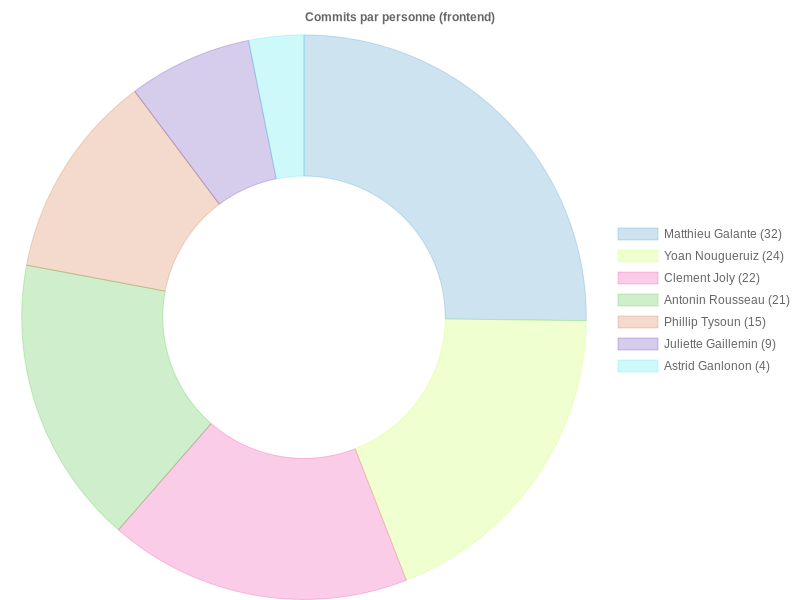 Commits par personne (frontend)
Matthieu Galante (32)
Yoan Nougueruiz (24)
Clement Joly (22)
Antonin Rousseau (21)
Phillip Tysoun (15)
Juliette Gaillemin (9)
Astrid Ganlonon (4)